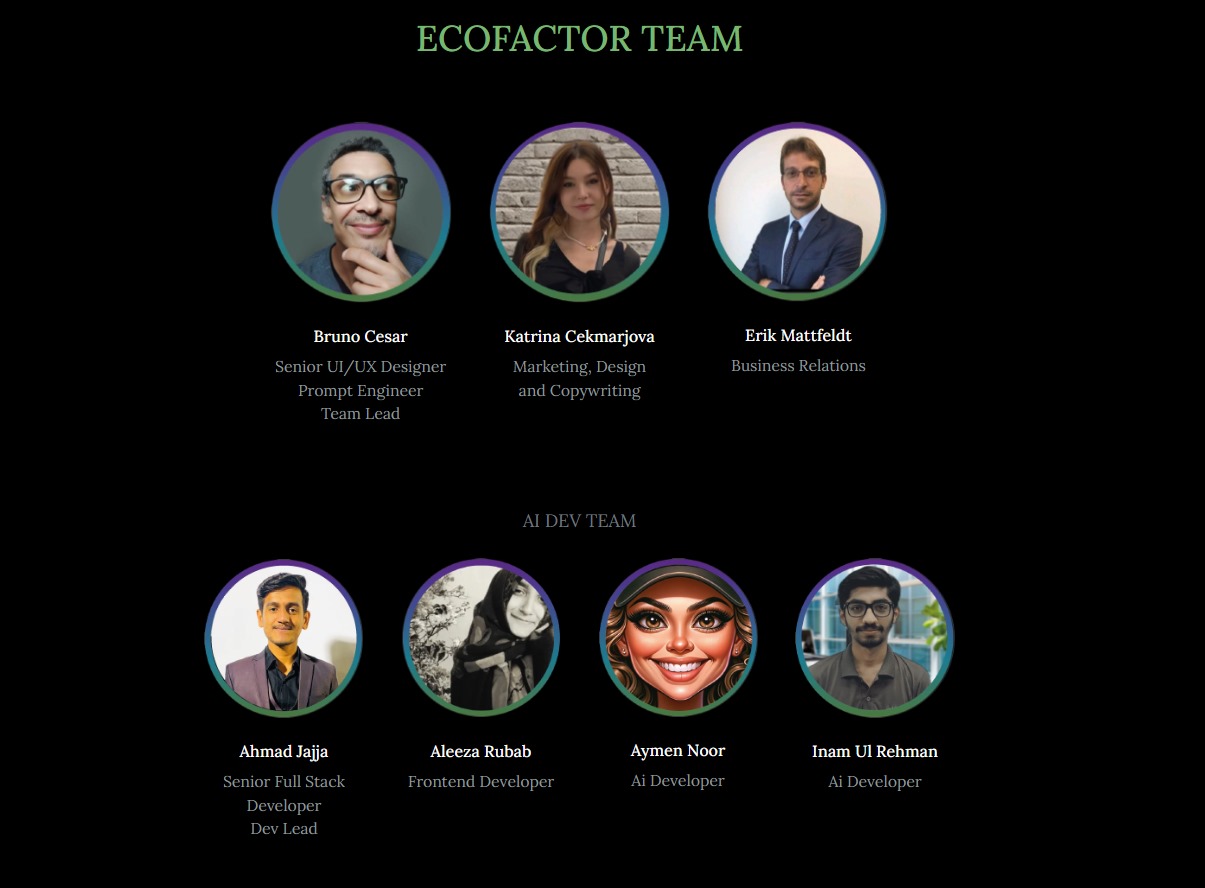 ECOFACTOR TEAM
Bruno Cesar
Senior UI/UX Designer
Prompt Engineer
Team Lead
Katrina Cekmarjova
Marketing, Design
and Copywriting
Erik Mattfeldt
Business Relations
AI DEV TEAM
Ahmad Jajja
Senior Full Stack
Developer
Dev Lead
Aleeza Rubab
Frontend Developer
Aymen Noor
Ai Developer
Inam Ul Rehman
Ai Developer